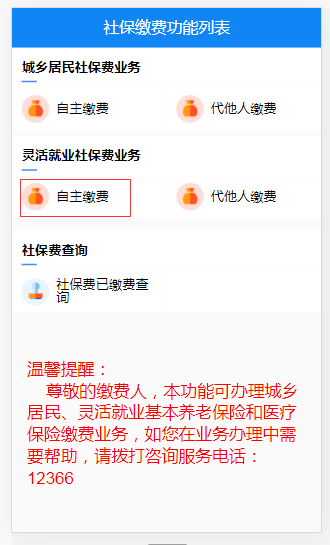 社保缴费功能列表
城乡居民社保费业务
自主缴费 代他人缴费
灵活就业社保费业务
自主缴费 代他人缴费
社保费查询
社保费已缴费查
询
温馨提醒：
尊敬的缴费人，本功能可办理城乡
居民、灵活就业基本养老保险和医疗
保险缴费业务，如您在业务办理中需
要帮助，请拨打咨询服务电话：
12366